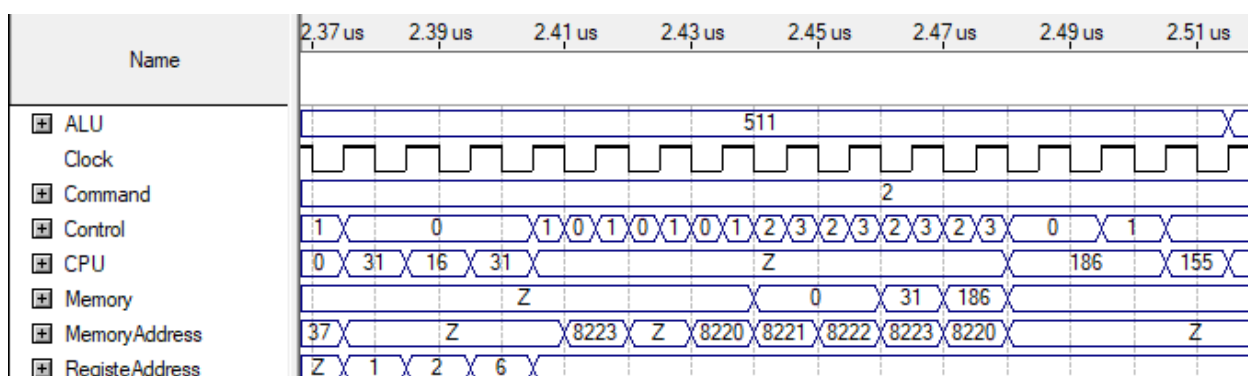 Name 2.37 us 2.39 us 2.41 us 2.43 us 2.45 us 2.47 us 2.49 us 2.51 us
ALU 511
Clock
Command 2
Control 1 0 1 0 1 0 1 0 1 2 3 2 3 2 3 2 3 0 1
CPU 0 31 16 31 Z 186 155
Memory Z 0 31 186
MemoryAddress 37 Z 8223 Z 8220 8221 8222 8223 8220 Z
RegisteAddress Z 1 2 6